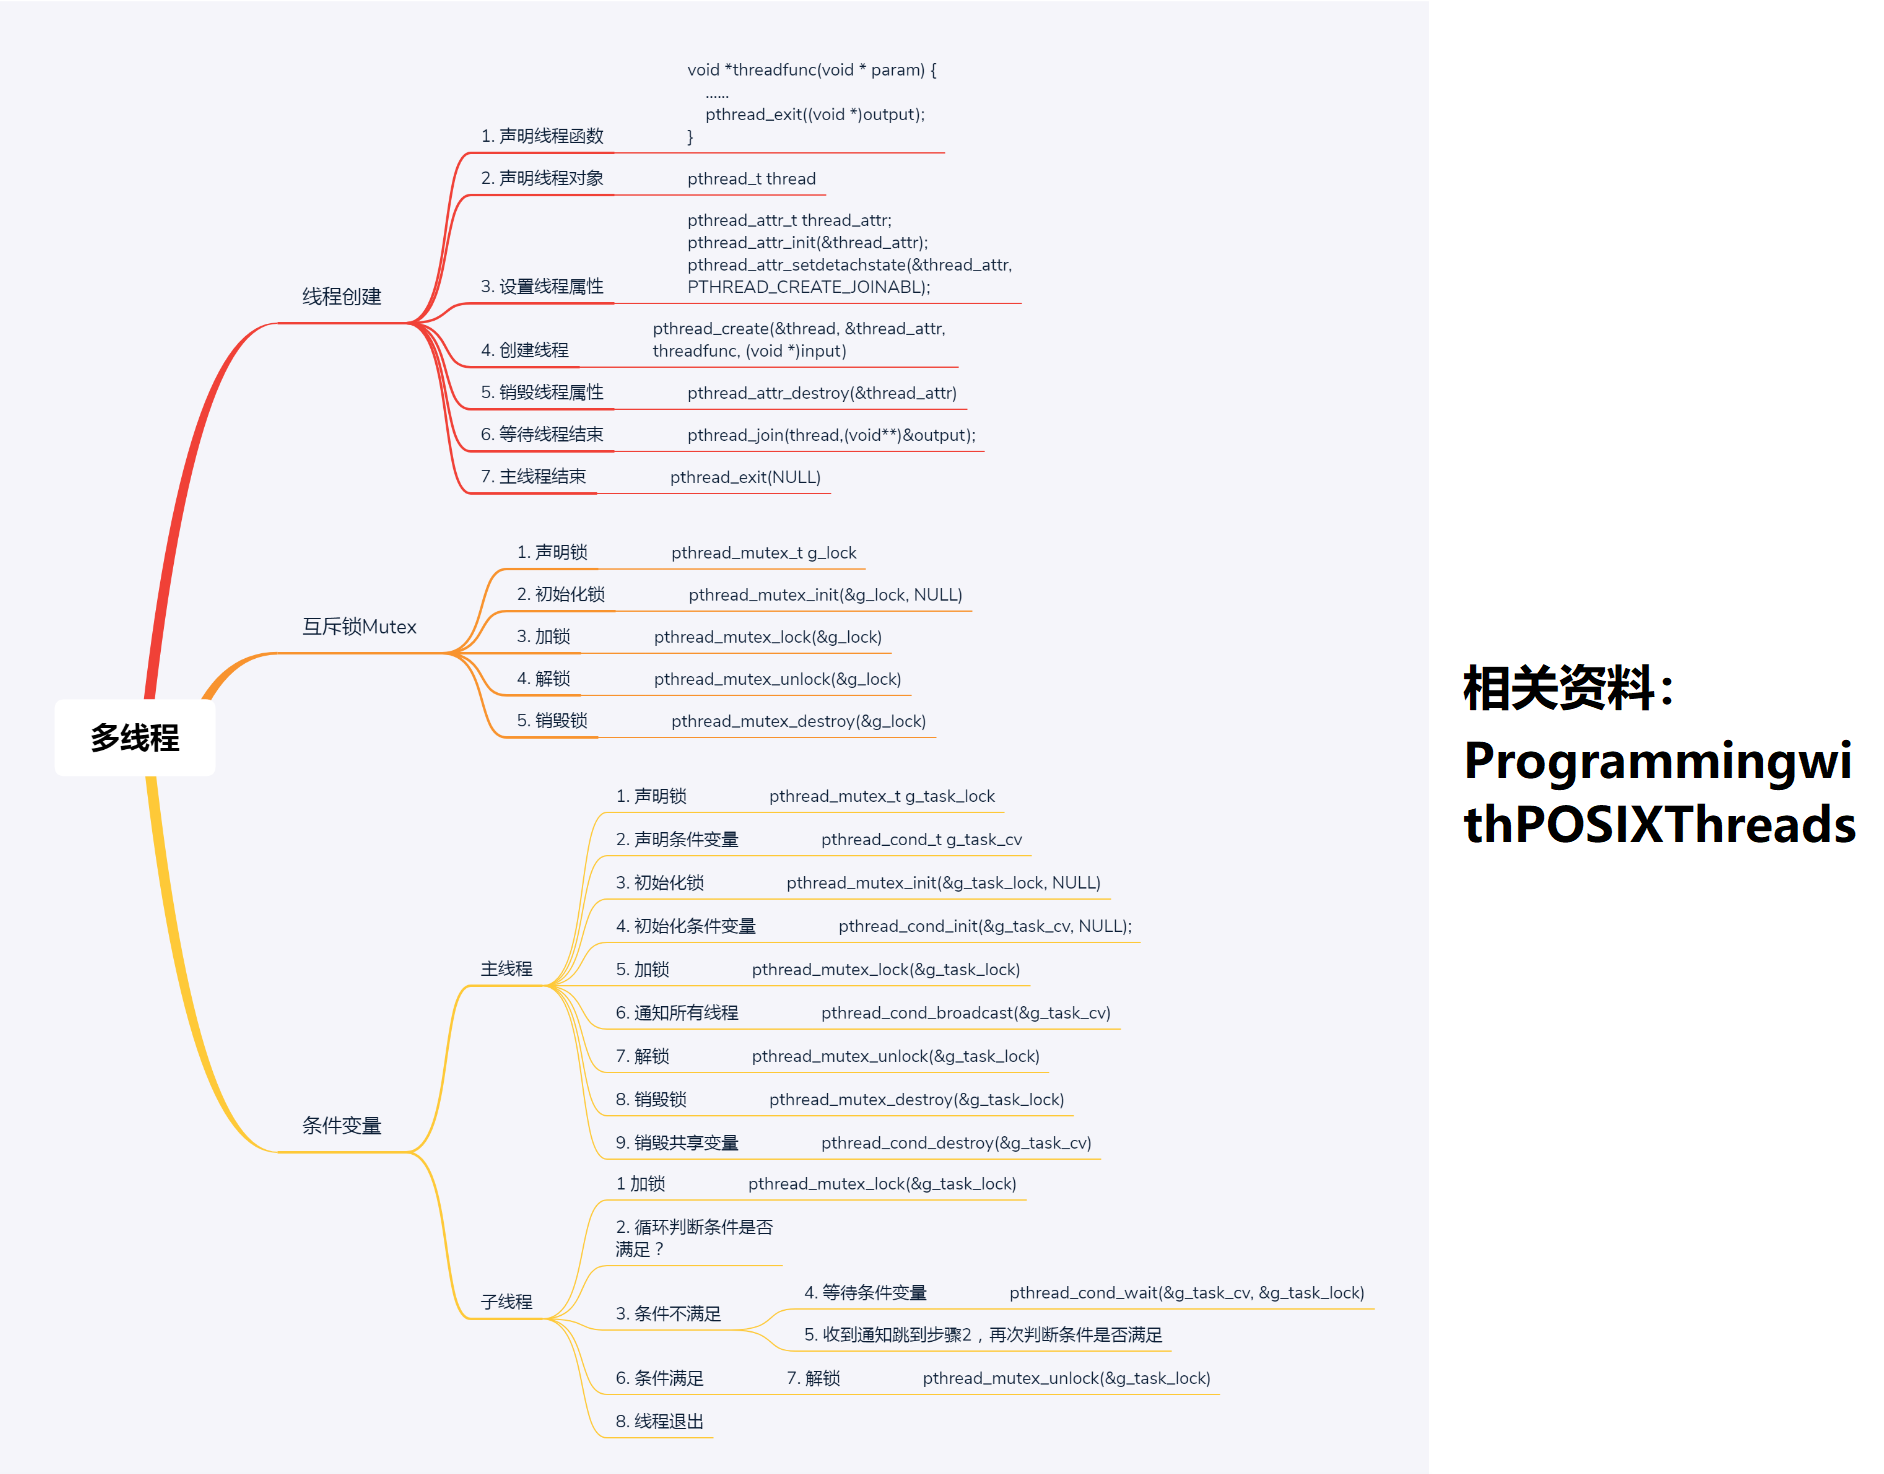 void *threadfunc(void * param) {
......
pthread_exit((void *)output);
}
1. 声明线程函数
2. 声明线程对象
pthread_t thread
pthread_attr_t thread_attr;
pthread_attr_init(&thread_attr);
pthread_attr_setdetachstate(&thread_attr,
PTHREAD_CREATE_JOINABL);
3. 设置线程属性
线程创建
pthread_create(&thread, &thread_attr,
threadfunc, (void *)input)
4. 创建线程
5. 销毁线程属性
pthread_attr_destroy(&thread_attr)
6. 等待线程结束
pthread_join(thread,(void**)&output);
7. 主线程结束
pthread_exit(NULL)
1. 声明锁
pthread_mutex_t g_lock
2. 初始化锁
pthread_mutex_init(&g_lock, NULL)
互斥锁Mutex
3. 加锁
pthread_mutex_lock(&g_lock)
4. 解锁
pthread_mutex_unlock(&g_lock)
5. 销毁锁
pthread_mutex_destroy(&g_lock)
多线程
1. 声明锁
pthread_mutex_t g_task_lock
2. 声明条件变量
pthread_cond_t g_task_cv
3. 初始化锁
pthread_mutex_init(&g_task_lock, NULL)
4. 初始化条件变量
pthread_cond_init(&g_task_cv, NULL);
主线程
5. 加锁
pthread_mutex_lock(&g_task_lock)
6. 通知所有线程
pthread_cond_broadcast(&g_task_cv)
7. 解锁
pthread_mutex_unlock(&g_task_lock)
8. 销毁锁
pthread_mutex_destroy(&g_task_lock)
9. 销毁共享变量
pthread_cond_destroy(&g_task_cv)
条件变量
1 加锁
pthread_mutex_lock(&g_task_lock)
2. 循环判断条件是否
满足？
子线程
3. 条件不满足
4. 等待条件变量
pthread_cond_wait(&g_task_cv, &g_task_lock)
5. 收到通知跳到步骤2，再次判断条件是否满足
6. 条件满足
7. 解锁
pthread_mutex_unlock(&g_task_lock)
8. 线程退出
相关资料：
Programmingwi
thPOSIXThreads